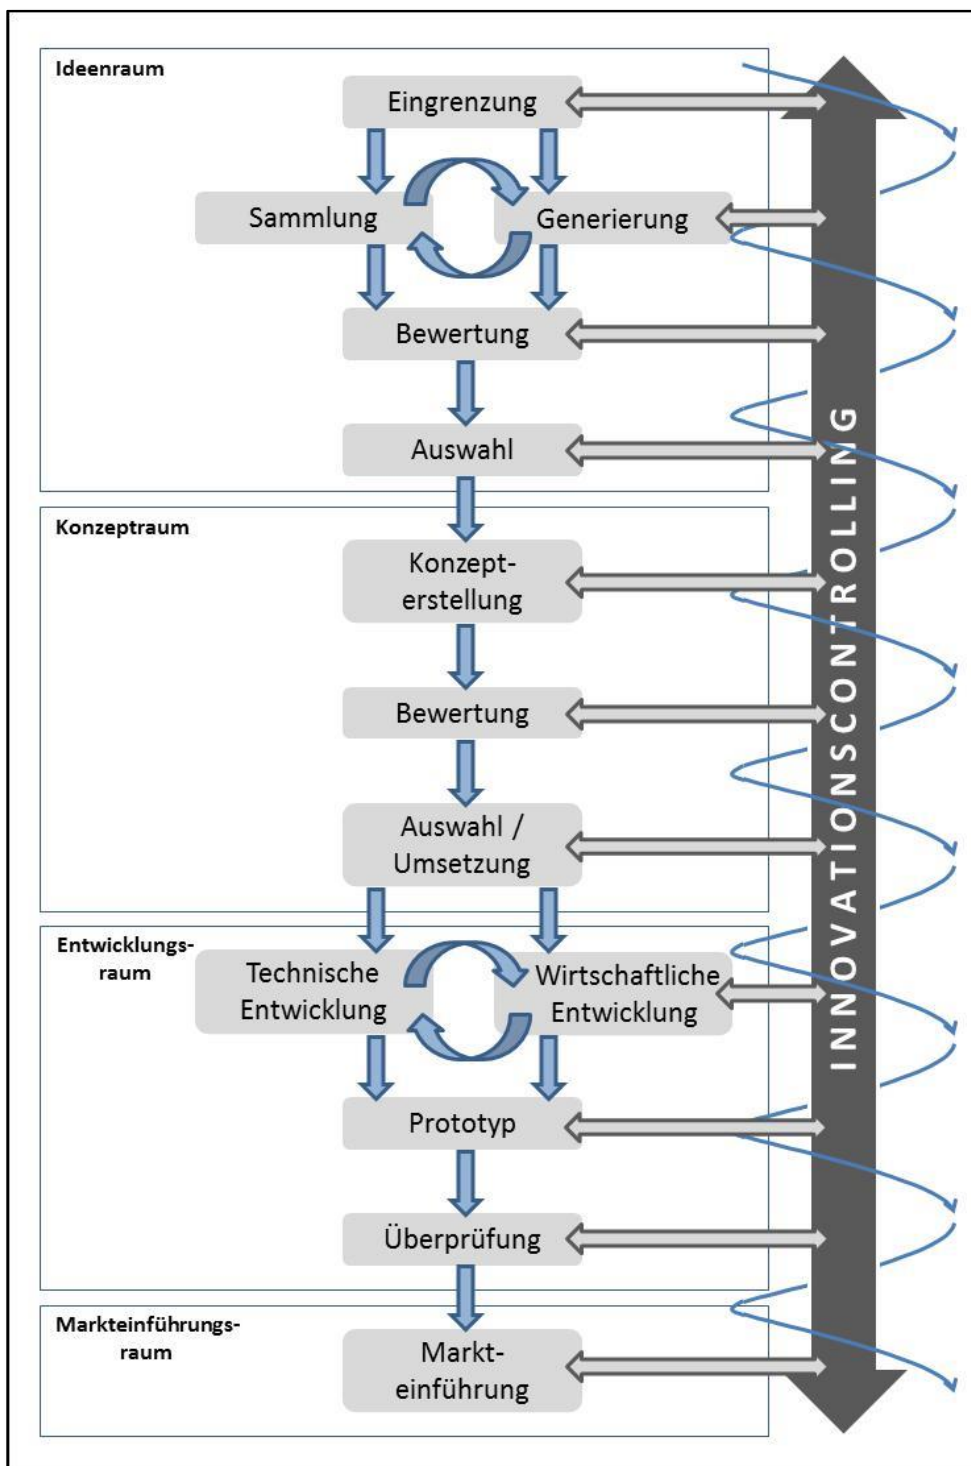 Ideenraum
Eingrenzung
Sammlung
Generierung
Bewertung
Auswahl
Konzeptraum
Konzept-
erstellung
Bewertung
Auswahl /
Umsetzung
Entwicklungs-
raum
Technische
Entwicklung
Wirtschaftliche
Entwicklung
Prototyp
Überprüfung
Markteinführungs-
raum
Markt-
einführung
INNOVATIONSCONTROLLING